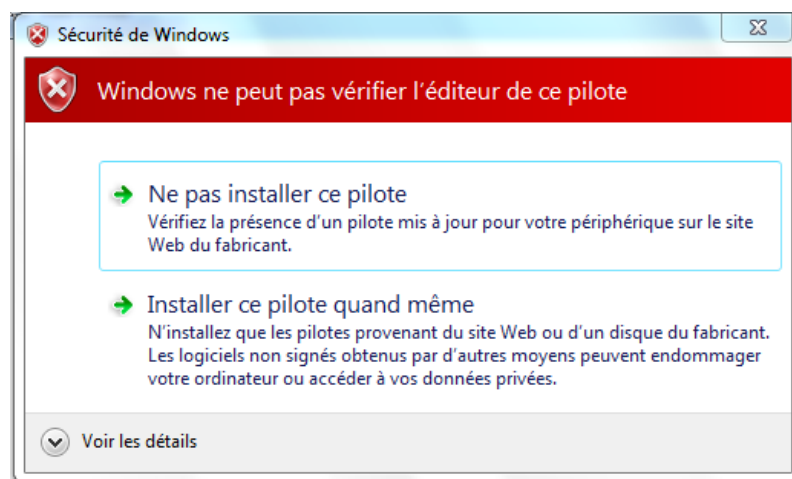 Sécurité de Windows
Windows ne peut pas vérifier l'éditeur de ce pilote
Ne pas installer ce pilote
Vérifiez la présence d'un pilote mis à jour pour votre périphérique sur le site
Web du fabricant.
Installer ce pilote quand même
N'installez que les pilotes provenant du site Web ou d'un disque du fabricant.
Les logiciels non signés obtenus par d'autres moyens peuvent endommager
votre ordinateur ou accéder à vos données privées.
Voir les détails